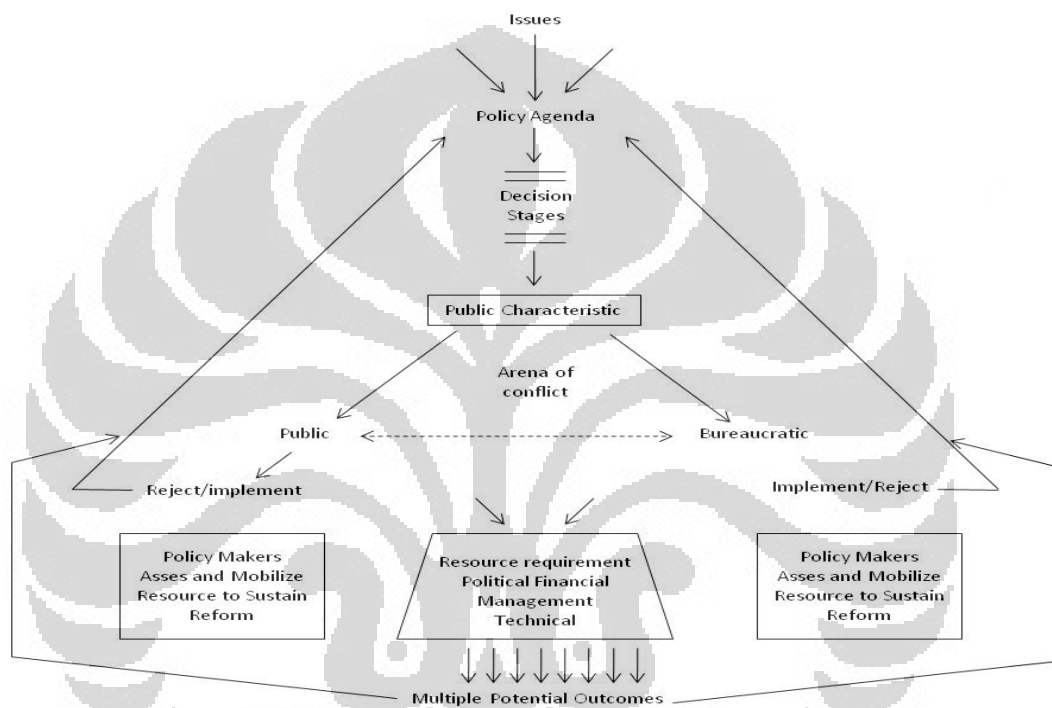 Issues
Policy Agenda
Decision
Stages
Public Characteristic
Arena of
conflict
Public
Bureaucratic
Reject/implement
Implement/Reject
Policy Makers
Asses and Mobilize
Resource to Sustain
Reform
Resource requirement
Political Financial
Management
Technical
Policy Makers
Asses and Mobilize
Resource to Sustain
Reform
Multiple Potential Outcomes